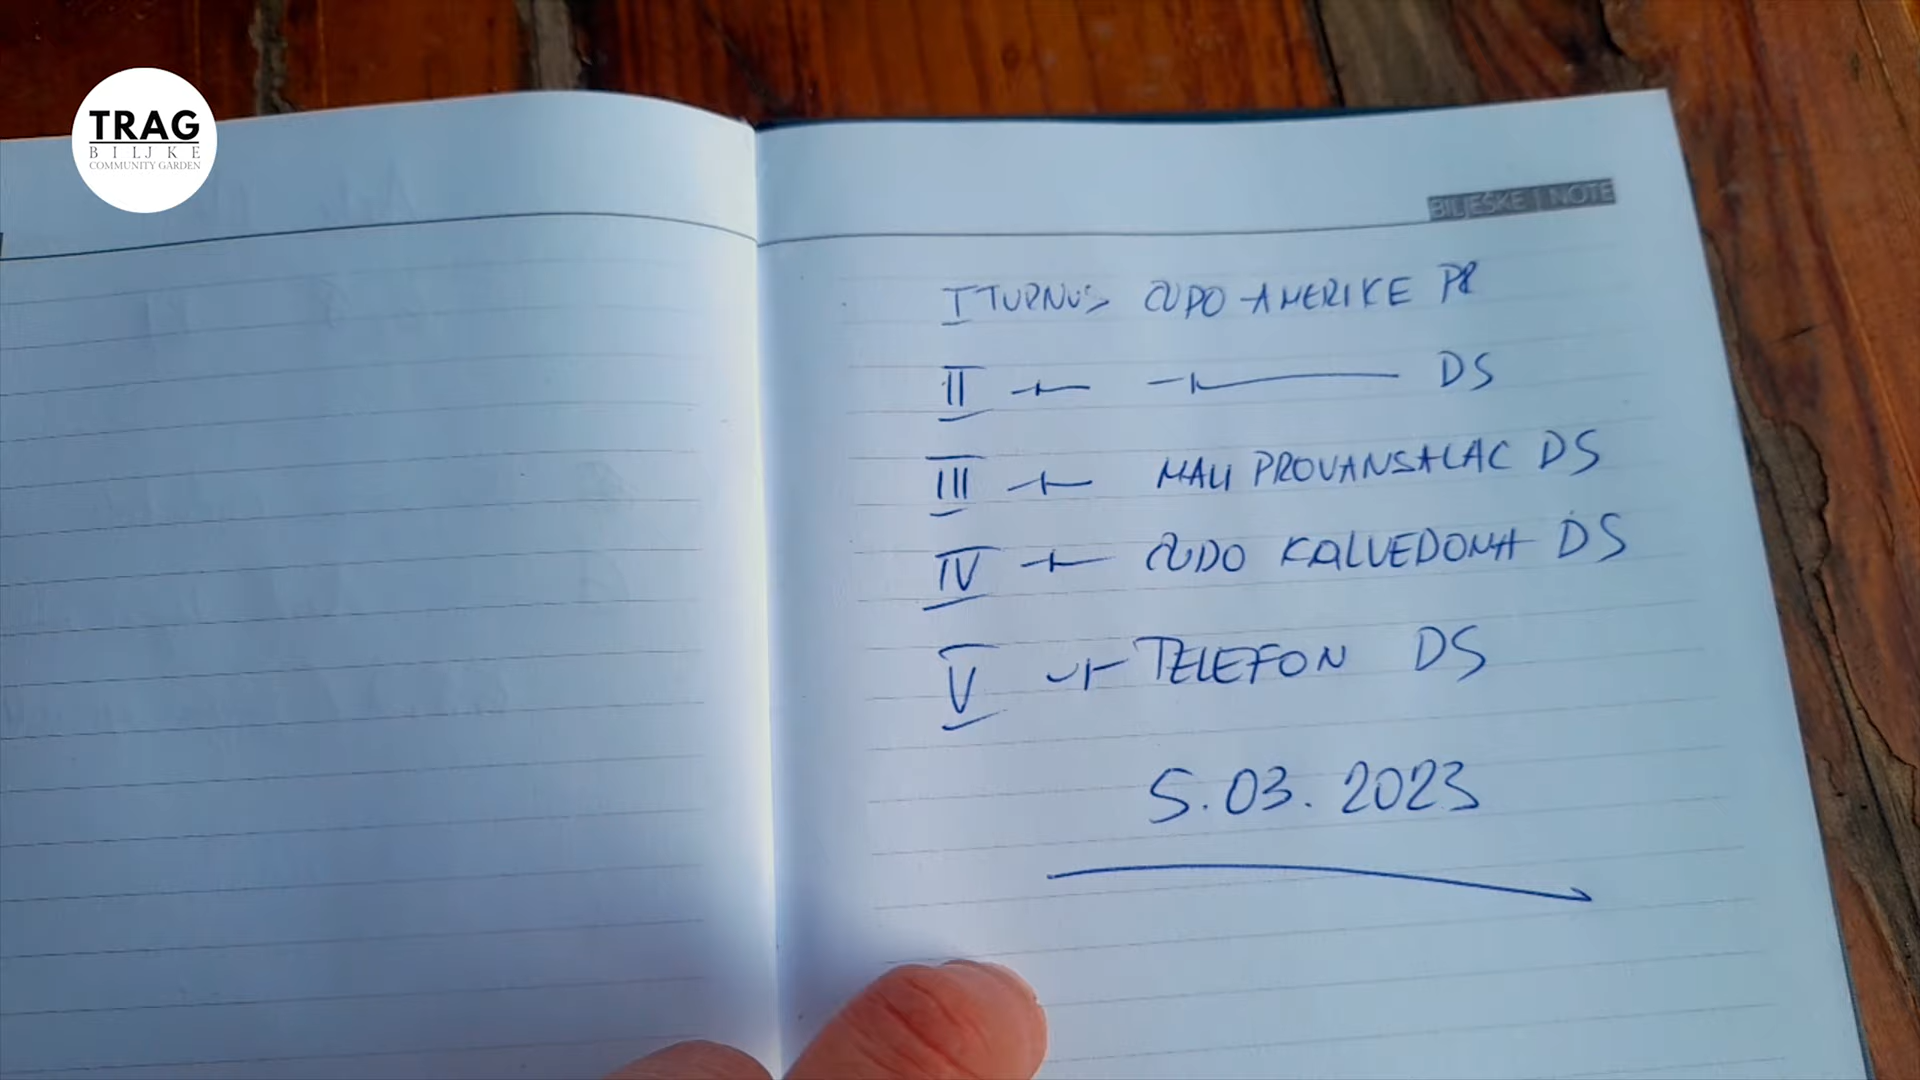 TRAG
BILJKE
COMMUNITY GARDEN
BILJEŠKE | NOTE
I TURNUS ČUDO AMERIKE PR
II —|— —|— DS
III —|— MALI PROVANSALAC DS
IV —|— ČUDO KALVEDONA DS
V —|— TELEFON DS
5.03.2023